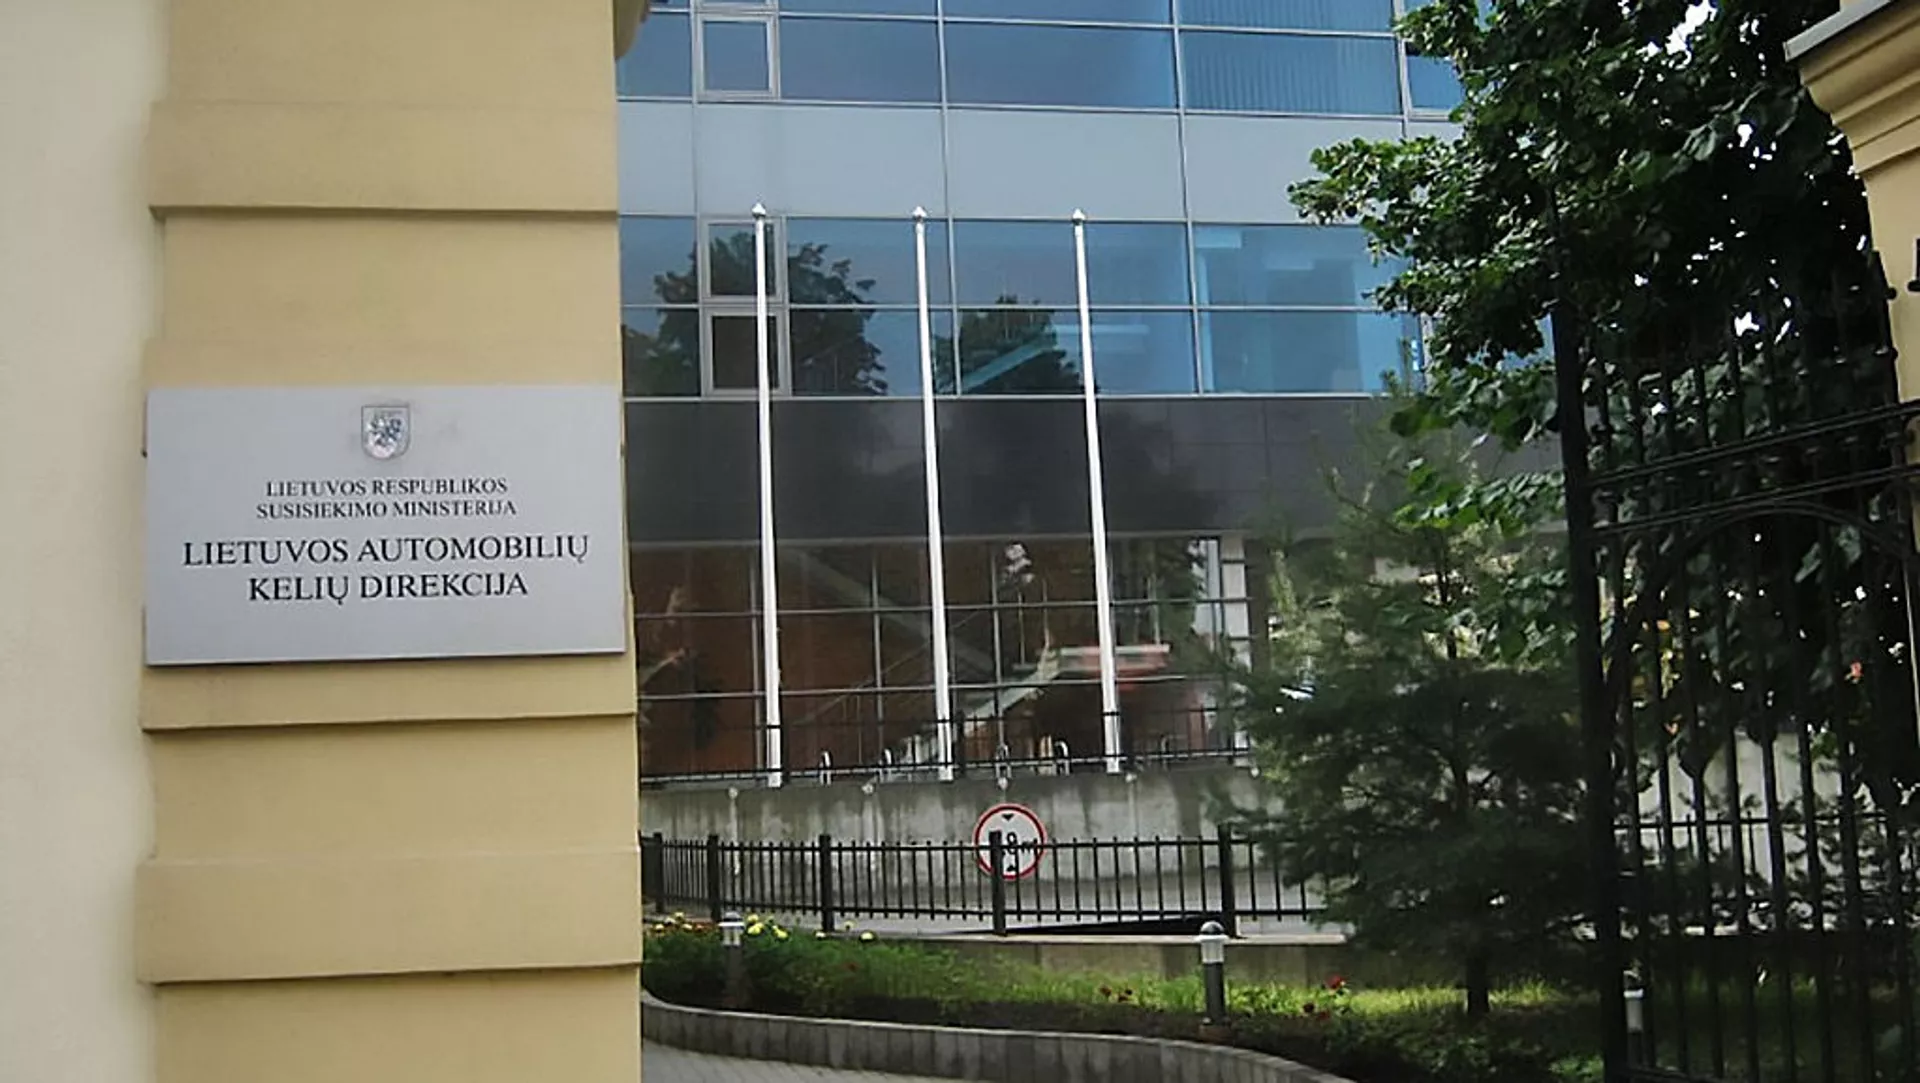 LIETUVOS RESPUBLIKOS
SUSISIEKIMO MINISTERIJA
LIETUVOS AUTOMOBILIŲ
KELIŲ DIREKCIJA